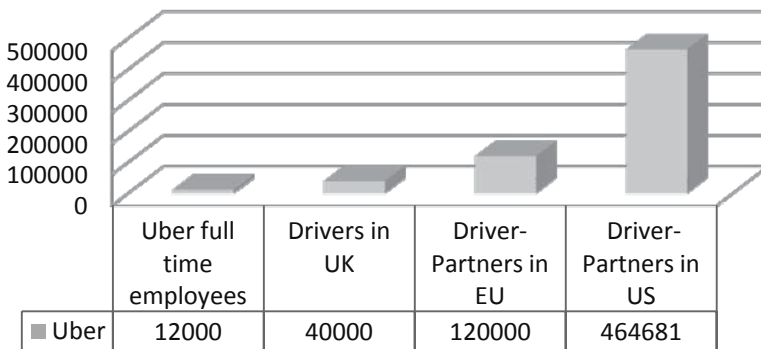 500000
400000
300000
200000
100000
0
Uber full
time
employees
Drivers in
UK
Driver-
Partners in
EU
Driver-
Partners in
US
Uber 12000 40000 120000 464681